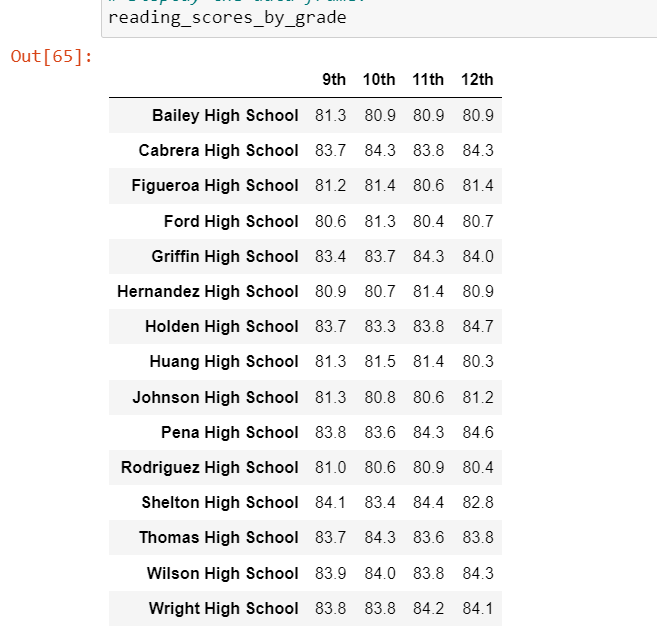 # Display the data frame.
reading_scores_by_grade
Out[65]:
9th 10th 11th 12th
Bailey High School 81.3 80.9 80.9 80.9
Cabrera High School 83.7 84.3 83.8 84.3
Figueroa High School 81.2 81.4 80.6 81.4
Ford High School 80.6 81.3 80.4 80.7
Griffin High School 83.4 83.7 84.3 84.0
Hernandez High School 80.9 80.7 81.4 80.9
Holden High School 83.7 83.3 83.8 84.7
Huang High School 81.3 81.5 81.4 80.3
Johnson High School 81.3 80.8 80.6 81.2
Pena High School 83.8 83.6 84.3 84.6
Rodriguez High School 81.0 80.6 80.9 80.4
Shelton High School 84.1 83.4 84.4 82.8
Thomas High School 83.7 84.3 83.6 83.8
Wilson High School 83.9 84.0 83.8 84.3
Wright High School 83.8 83.8 84.2 84.1